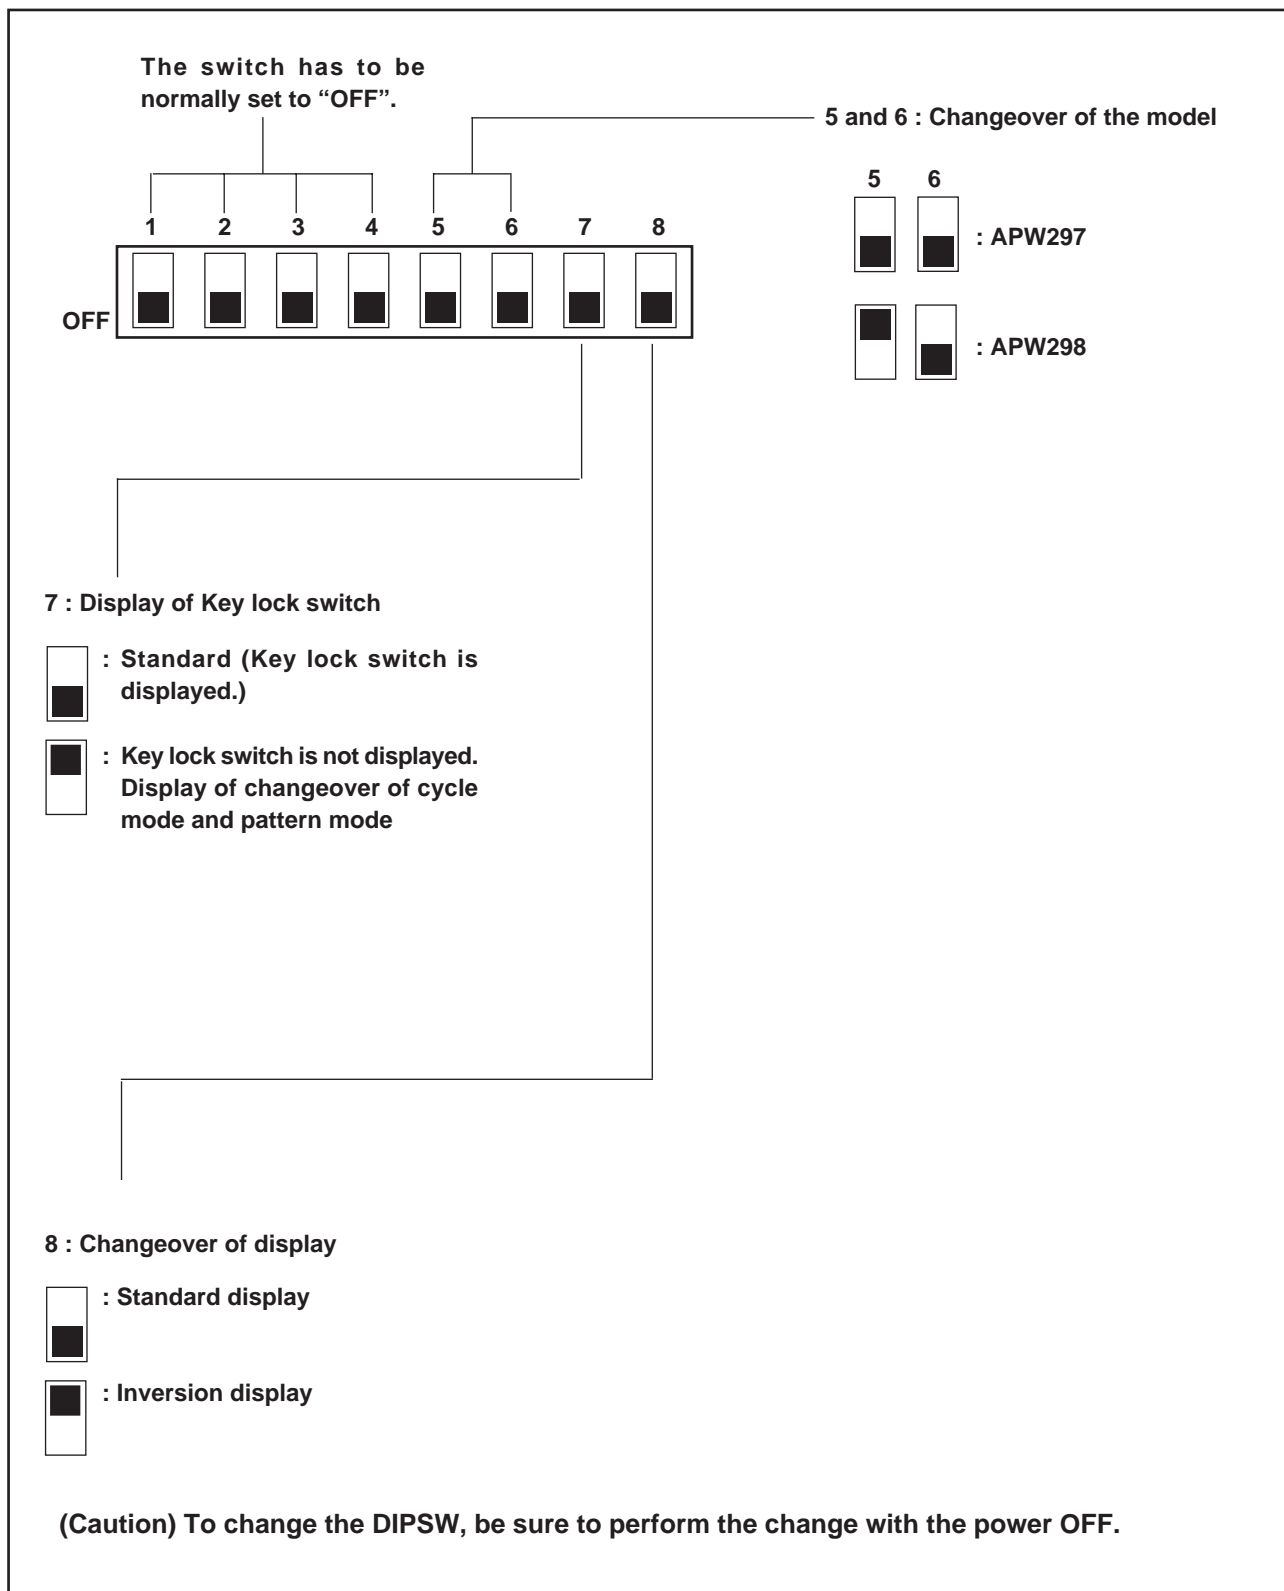 The switch has to be
normally set to “OFF”.
5 and 6 : Changeover of the model
5 6
1 2 3 4 5 6 7 8
: APW297
OFF
: APW298
7 : Display of Key lock switch
: Standard (Key lock switch is
displayed.)
: Key lock switch is not displayed.
Display of changeover of cycle
mode and pattern mode
8 : Changeover of display
: Standard display
: Inversion display
(Caution) To change the DIPSW, be sure to perform the change with the power OFF.